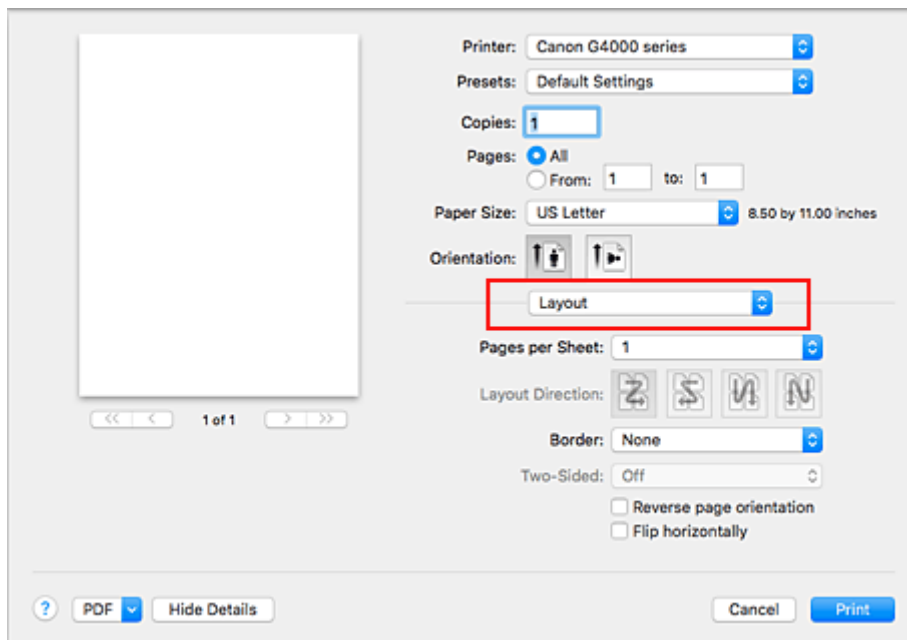 Printer: Canon G4000 series
Presets: Default Settings
Copies: 1
Pages: All
From: 1 to: 1
Paper Size: US Letter 8.50 by 11.00 inches
Orientation:
Layout
Pages per Sheet: 1
Layout Direction:
<< < 1 of 1 > >>
Border: None
Two-Sided: Off
Reverse page orientation
Flip horizontally
? PDF Hide Details Cancel Print